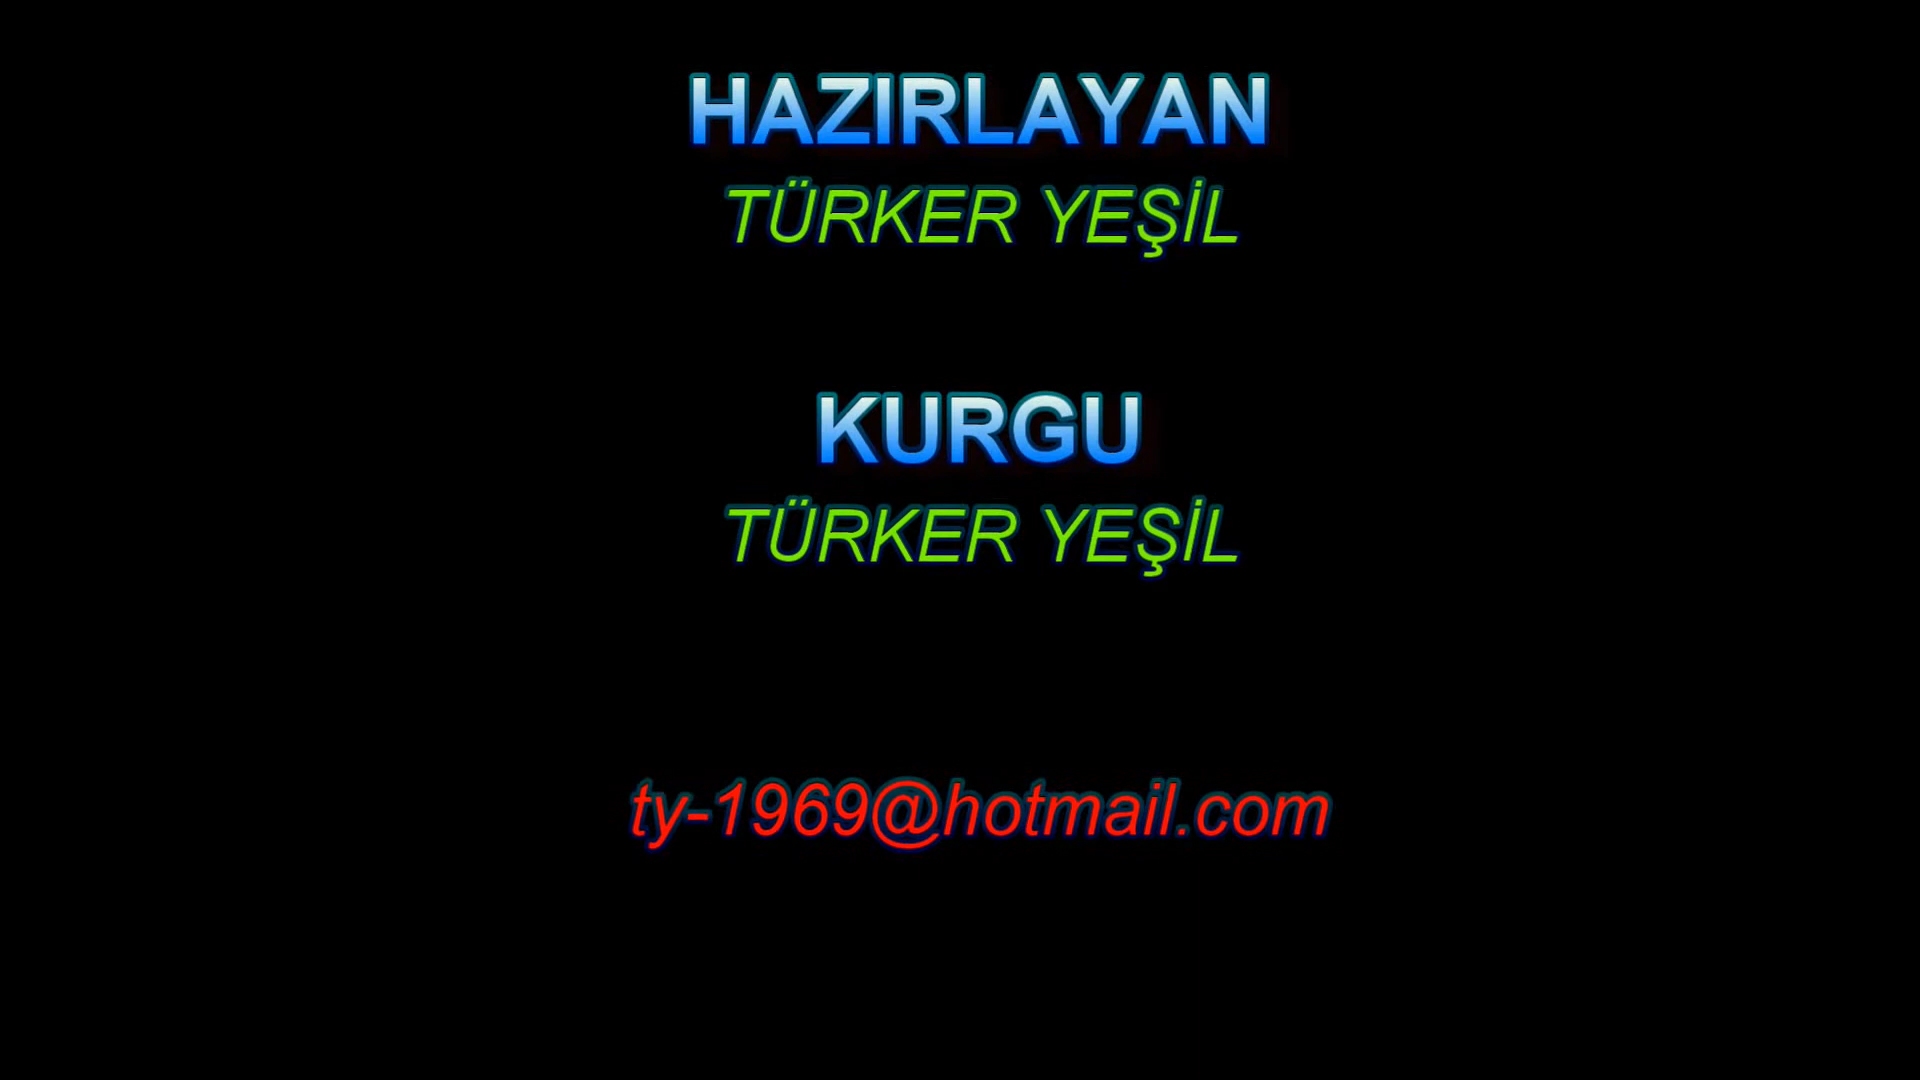 HAZIRLAYAN
TÜRKER YEŞİL
KURGU
TÜRKER YEŞİL
ty-1969@hotmail.com